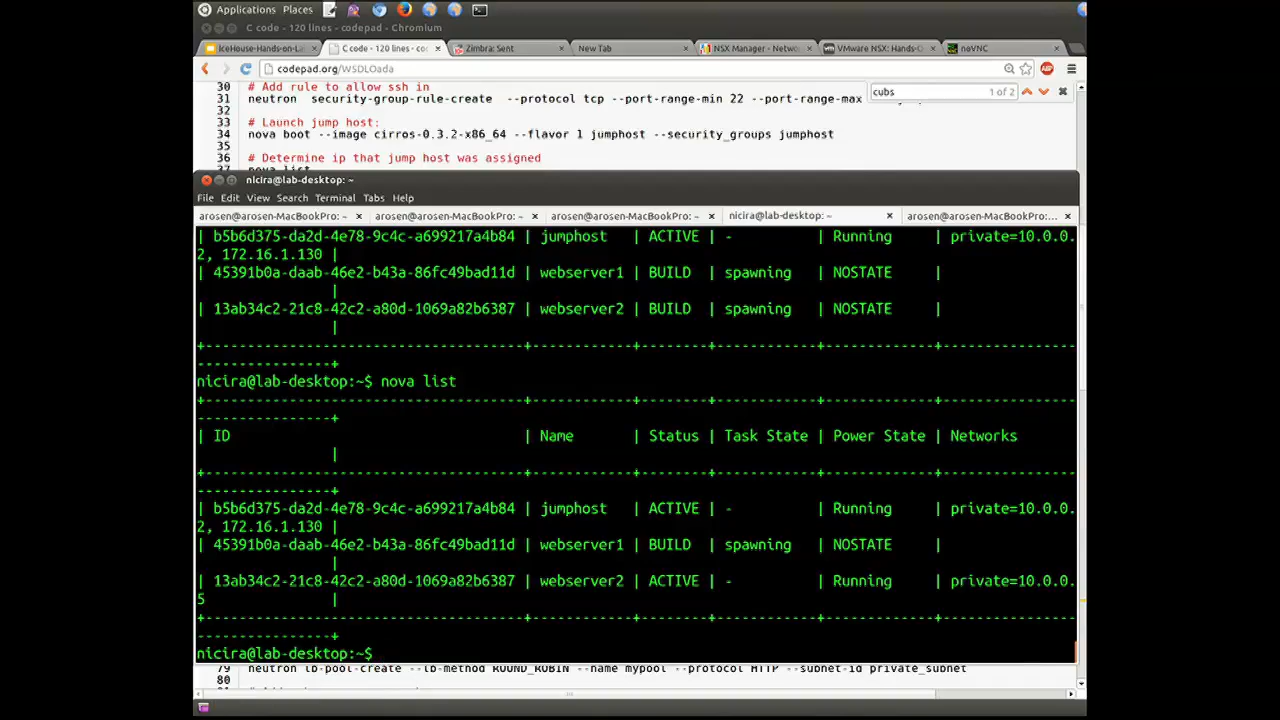 Applications Places
C code - 120 lines - codepad - Chromium
IceHouse-Hands-on-La
C code - 120 lines - co
Zimbra: Sent
New Tab
NSX Manager - Netwo
VMware NSX: Hands-O
noVNC
codepad.org/WSDLOada
cubs 1 of 2
30 # Add rule to allow ssh in
31 neutron security-group-rule-create --protocol tcp --port-range-min 22 --port-range-max
32
33 # Launch jump host:
34 nova boot --image cirros-0.3.2-x86_64 --flavor 1 jumphost --security_groups jumphost
35
36 # Determine ip that jump host was assigned
37 nova list
nicira@lab-desktop: ~
File Edit View Search Terminal Tabs Help
arosen@arosen-MacBookPro: ~ × arosen@arosen-MacBookPro: ~ × arosen@arosen-MacBookPro: ~ × nicira@lab-desktop: ~ × arosen@arosen-MacBookPro:... ×
| b5b6d375-da2d-4e78-9c4c-a699217a4b84 | jumphost | ACTIVE | - | Running | private=10.0.0.
2, 172.16.1.130 |
| 45391b0a-daab-46e2-b43a-86fc49bad11d | webserver1 | BUILD | spawning | NOSTATE |
|
| 13ab34c2-21c8-42c2-a80d-1069a82b6387 | webserver2 | BUILD | spawning | NOSTATE |
|
+--------------------------------------+------------+--------+------------+-------------+----------------
----------------+
nicira@lab-desktop:~$ nova list
+--------------------------------------+------------+--------+------------+-------------+----------------
----------------+
| ID | Name | Status | Task State | Power State | Networks
|
+--------------------------------------+------------+--------+------------+-------------+----------------
----------------+
| b5b6d375-da2d-4e78-9c4c-a699217a4b84 | jumphost | ACTIVE | - | Running | private=10.0.0.
2, 172.16.1.130 |
| 45391b0a-daab-46e2-b43a-86fc49bad11d | webserver1 | BUILD | spawning | NOSTATE |
|
| 13ab34c2-21c8-42c2-a80d-1069a82b6387 | webserver2 | ACTIVE | - | Running | private=10.0.0.
5 |
+--------------------------------------+------------+--------+------------+-------------+----------------
----------------+
nicira@lab-desktop:~$
79 neutron lb-pool-create --lb-method ROUND_ROBIN --name mypool --protocol HTTP --subnet-id private_subnet
80